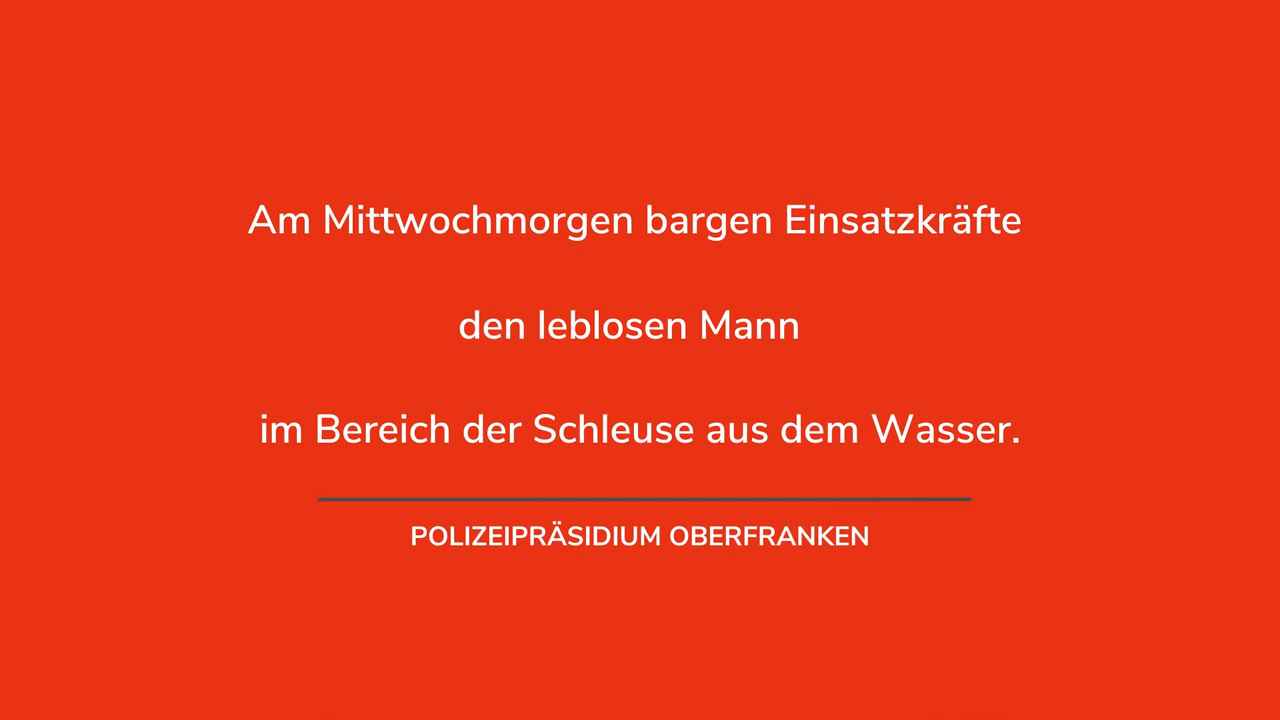 Am Mittwochmorgen bargen Einsatzkräfte
den leblosen Mann
im Bereich der Schleuse aus dem Wasser.
POLIZEIPRÄSIDIUM OBERFRANKEN